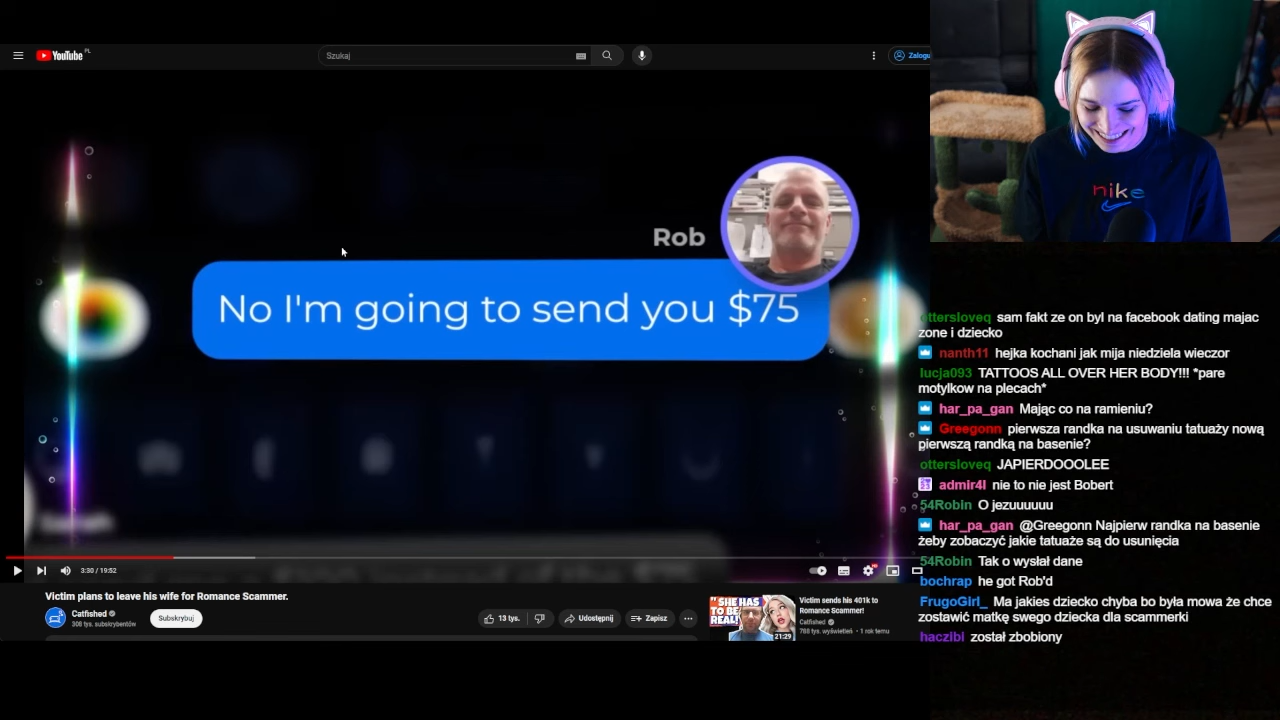 YouTube PL
Szukaj
Rob
No I'm going to send you $75
3:30 / 19:52
Victim plans to leave his wife for Romance Scammer.
Catfished
308 tys. subskrybentów
Subskrybuj
13 tys.
Udostępnij
Zapisz
"SHE HAS
TO BE
REAL!"
21:29
Victim sends his 401k to
Romance Scammer!
Catfished
788 tys. wyświetleń • 1 rok temu
nike
ottersloveq sam fakt ze on byl na facebook dating majac
zone i dziecko
nanth11 hejka kochani jak mija niedziela wieczor
lucja093 TATTOOS ALL OVER HER BODY!!! *pare
motylkow na plecach*
har_pa_gan Mając co na ramieniu?
Greegonn pierwsza randka na usuwaniu tatuaży nową
pierwszą randką na basenie?
ottersloveq JAPIERDOOOLEE
admir4l nie to nie jest Bobert
54Robin O jezuuuuuu
har_pa_gan @Greegonn Najpierw randka na basenie
żeby zobaczyć jakie tatuaże są do usunięcia
54Robin Tak o wysłał dane
bochrap he got Rob'd
FrugoGirl_ Ma jakies dziecko chyba bo była mowa że chce
zostawić matkę swego dziecka dla scammerki
haczibi został zbobiony